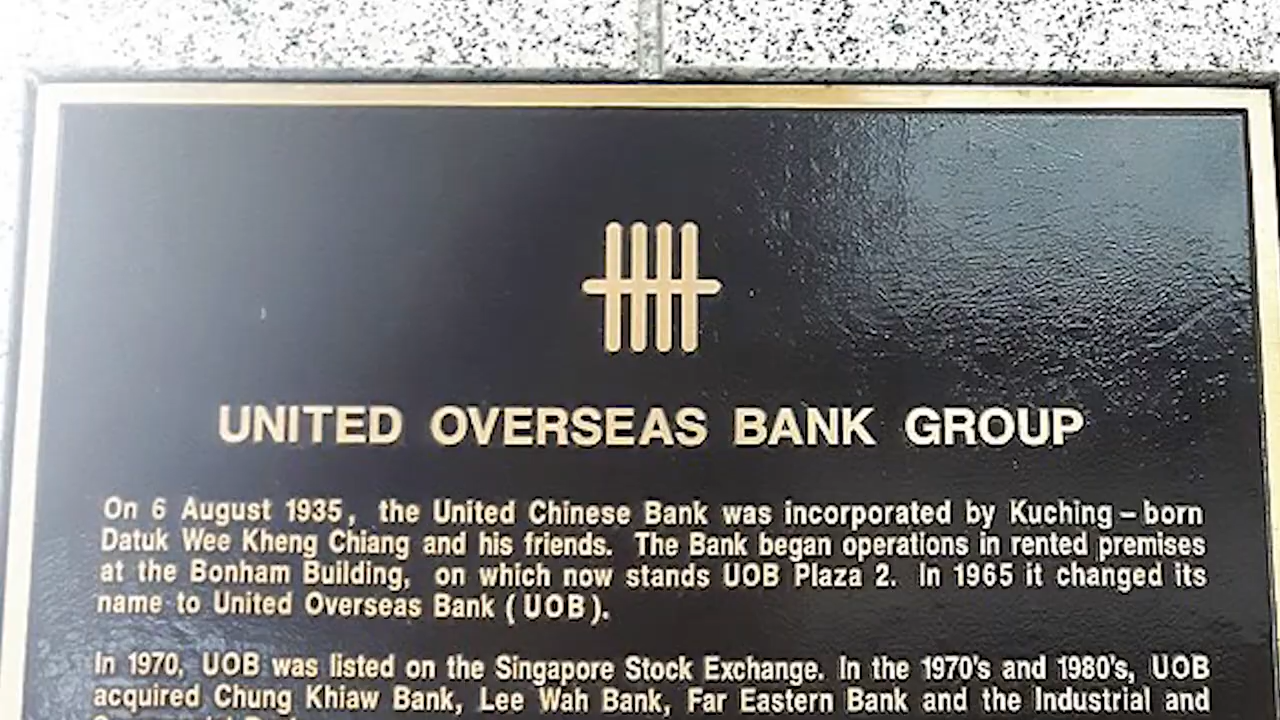 UNITED OVERSEAS BANK GROUP
On 6 August 1935, the United Chinese Bank was incorporated by Kuching – born
Datuk Wee Kheng Chiang and his friends. The Bank began operations in rented premises
at the Bonham Building, on which now stands UOB Plaza 2. In 1965 it changed its
name to United Overseas Bank (UOB).
In 1970, UOB was listed on the Singapore Stock Exchange. In the 1970's and 1980's, UOB
acquired Chung Khiaw Bank, Lee Wah Bank, Far Eastern Bank and the Industrial and